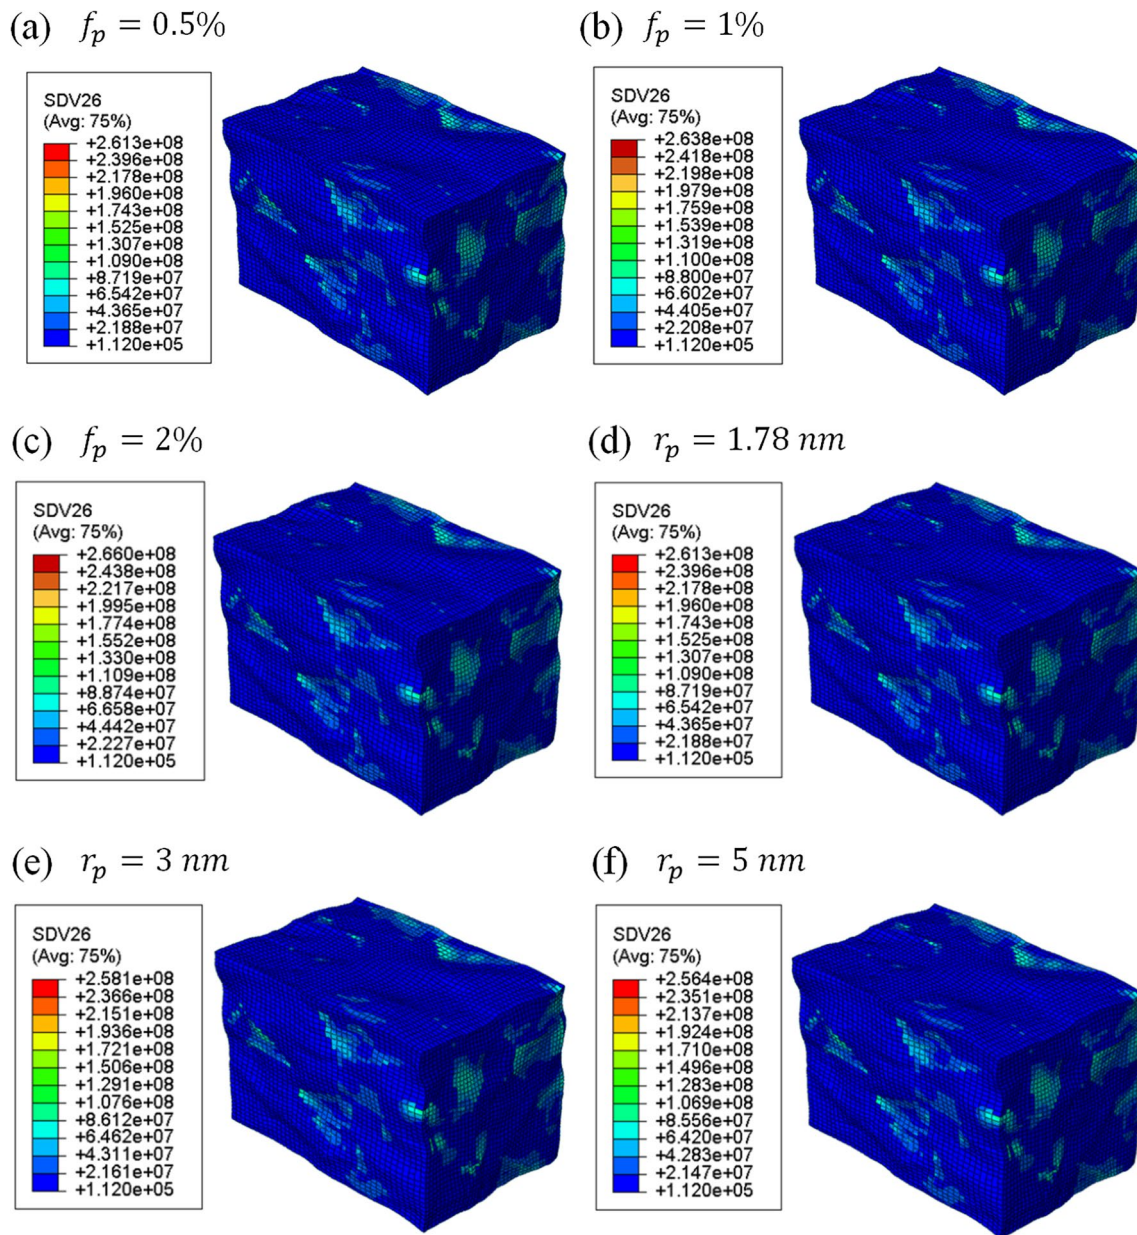 (a) f_p = 0.5%
SDV26
(Avg: 75%)
+2.613e+08
+2.396e+08
+2.178e+08
+1.960e+08
+1.743e+08
+1.525e+08
+1.307e+08
+1.090e+08
+8.719e+07
+6.542e+07
+4.365e+07
+2.188e+07
+1.120e+05
(b) f_p = 1%
SDV26
(Avg: 75%)
+2.638e+08
+2.418e+08
+2.198e+08
+1.979e+08
+1.759e+08
+1.539e+08
+1.319e+08
+1.100e+08
+8.800e+07
+6.602e+07
+4.405e+07
+2.208e+07
+1.120e+05
(c) f_p = 2%
SDV26
(Avg: 75%)
+2.660e+08
+2.438e+08
+2.217e+08
+1.995e+08
+1.774e+08
+1.552e+08
+1.330e+08
+1.109e+08
+8.874e+07
+6.658e+07
+4.442e+07
+2.227e+07
+1.120e+05
(d) r_p = 1.78 nm
SDV26
(Avg: 75%)
+2.613e+08
+2.396e+08
+2.178e+08
+1.960e+08
+1.743e+08
+1.525e+08
+1.307e+08
+1.090e+08
+8.719e+07
+6.542e+07
+4.365e+07
+2.188e+07
+1.120e+05
(e) r_p = 3 nm
SDV26
(Avg: 75%)
+2.581e+08
+2.366e+08
+2.151e+08
+1.936e+08
+1.721e+08
+1.506e+08
+1.291e+08
+1.076e+08
+8.612e+07
+6.462e+07
+4.311e+07
+2.161e+07
+1.120e+05
(f) r_p = 5 nm
SDV26
(Avg: 75%)
+2.564e+08
+2.351e+08
+2.137e+08
+1.924e+08
+1.710e+08
+1.496e+08
+1.283e+08
+1.069e+08
+8.556e+07
+6.420e+07
+4.283e+07
+2.147e+07
+1.120e+05